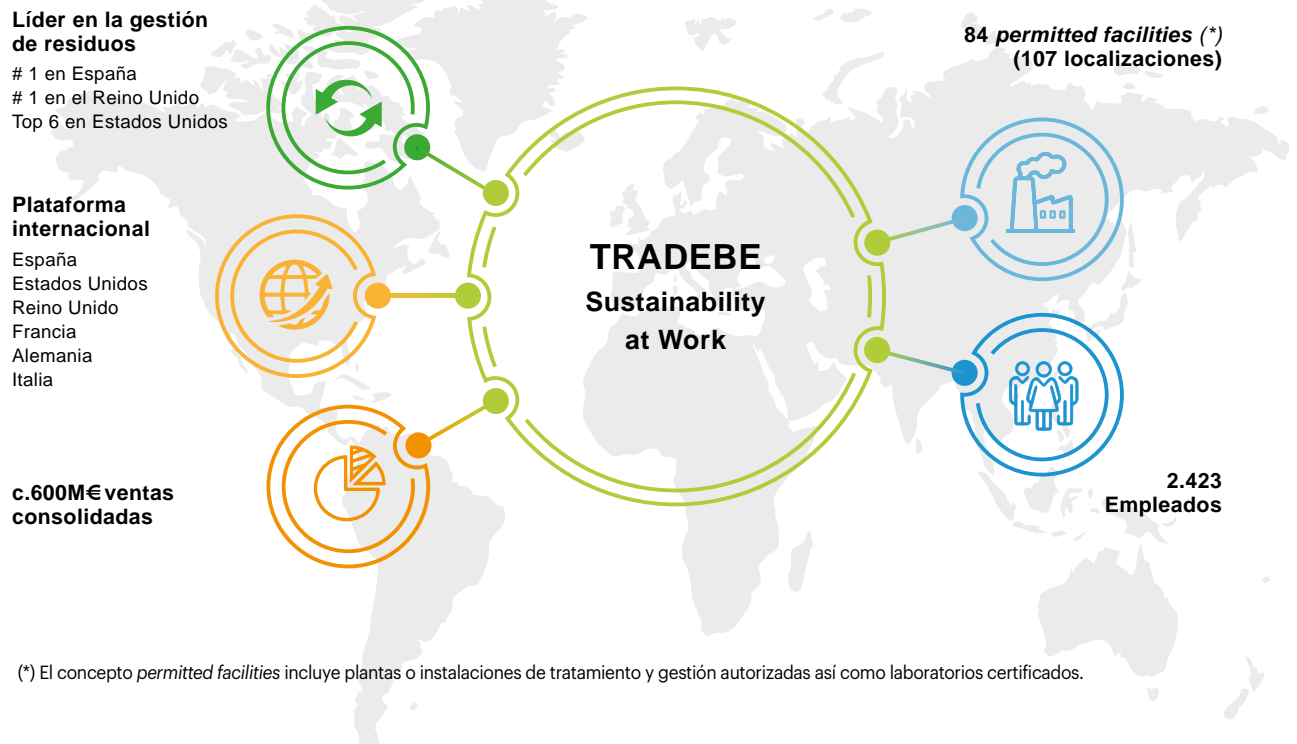 Líder en la gestión
de residuos
# 1 en España
# 1 en el Reino Unido
Top 6 en Estados Unidos
Plataforma
internacional
España
Estados Unidos
Reino Unido
Francia
Alemania
Italia
c.600M€ ventas
consolidadas
TRADEBE
Sustainability
at Work
84 permitted facilities (*)
(107 localizaciones)
2.423
Empleados
(*) El concepto permitted facilities incluye plantas o instalaciones de tratamiento y gestión autorizadas así como laboratorios certificados.